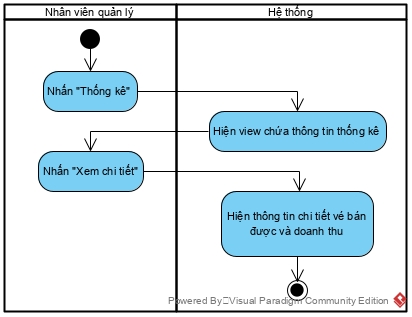 Nhân viên quản lý
Hệ thống
Nhấn "Thống kê"
Hiện view chứa thông tin thống kê
Nhấn "Xem chi tiết"
Hiện thông tin chi tiết vé bán
được và doanh thu
Powered By Visual Paradigm Community Edition